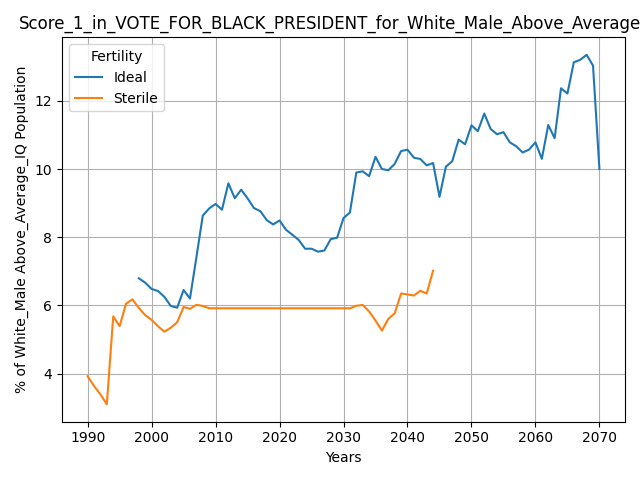 Score_1_in_VOTE_FOR_BLACK_PRESIDENT_for_White_Male_Above_Average
Fertility
Ideal
Sterile
% of White_Male Above_Average_IQ Population
12
10
8
6
4
1990 2000 2010 2020 2030 2040 2050 2060 2070
Years